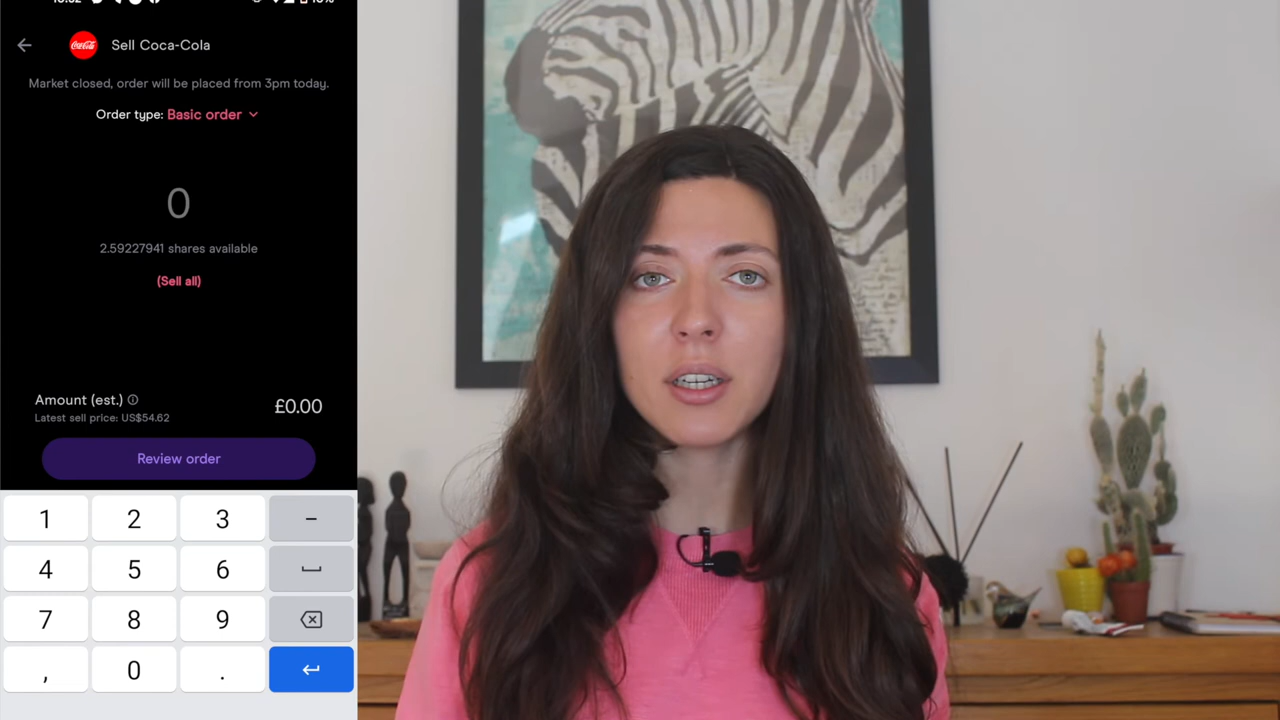 Sell Coca-Cola
Market closed, order will be placed from 3pm today.
Order type: Basic order
0
2.59227941 shares available
(Sell all)
Amount (est.)
£0.00
Latest sell price: US$54.62
Review order
1 2 3 -
4 5 6
7 8 9
, 0 .